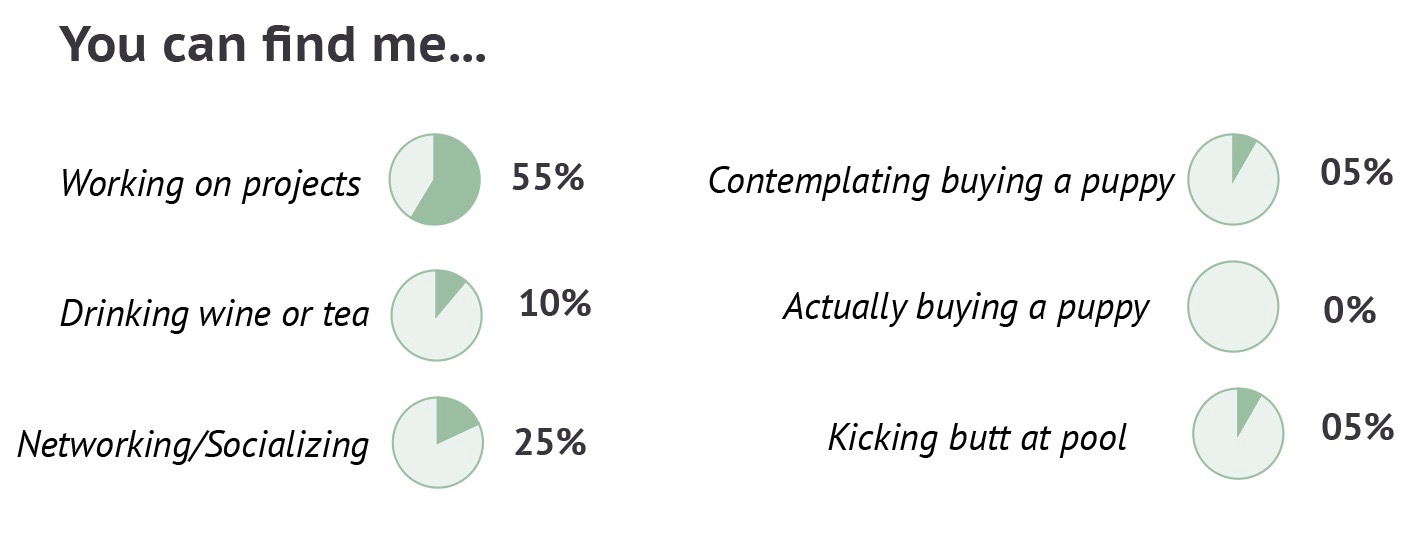 You can find me...
Working on projects 55%
Drinking wine or tea 10%
Networking/Socializing 25%
Contemplating buying a puppy 05%
Actually buying a puppy 0%
Kicking butt at pool 05%